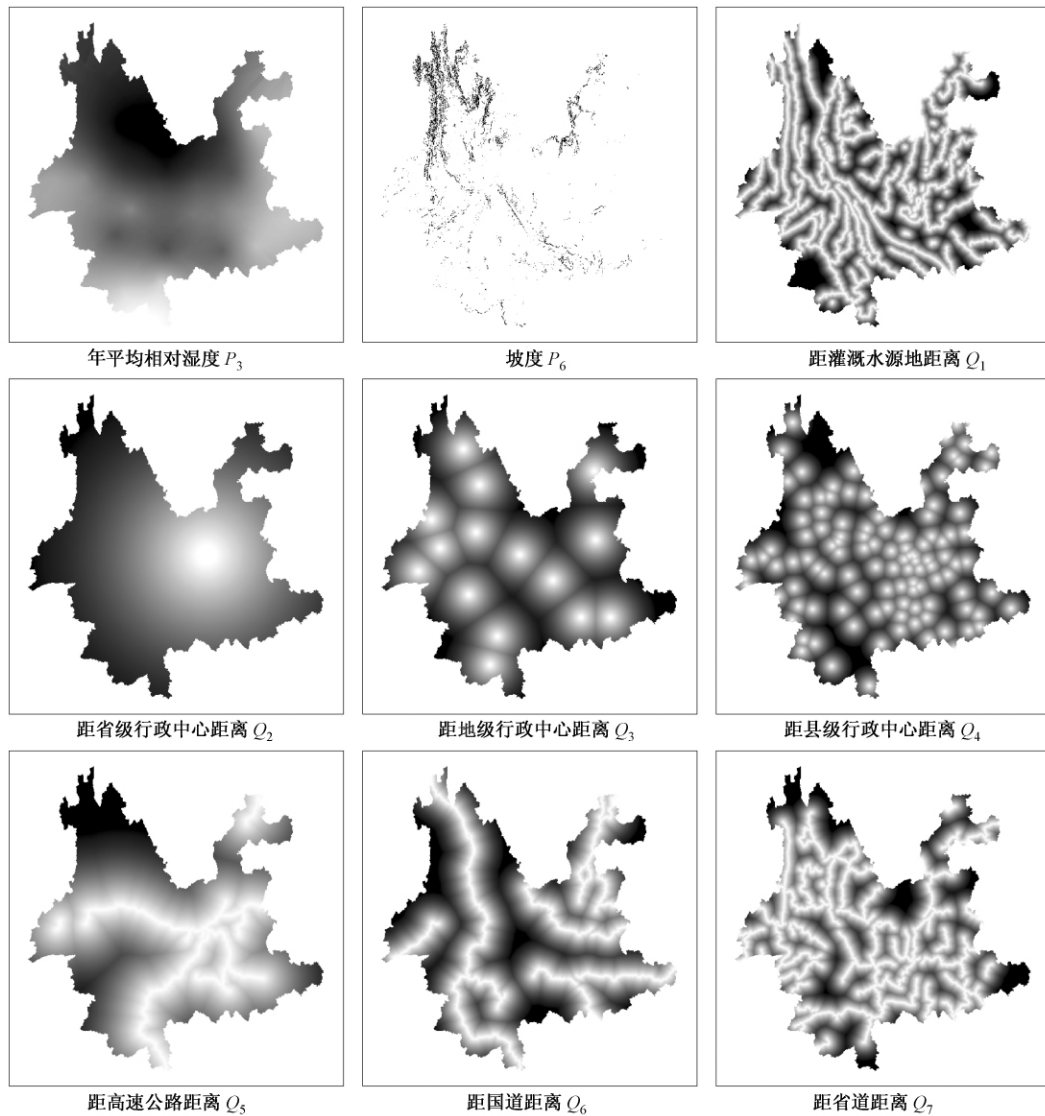 年平均相对湿度 P₃
坡度 P₆
距灌溉水源地距离 Q₁
距省级行政中心距离 Q₂
距地级行政中心距离 Q₃
距县级行政中心距离 Q₄
距高速公路距离 Q₅
距国道距离 Q₆
距省道距离 Q₇